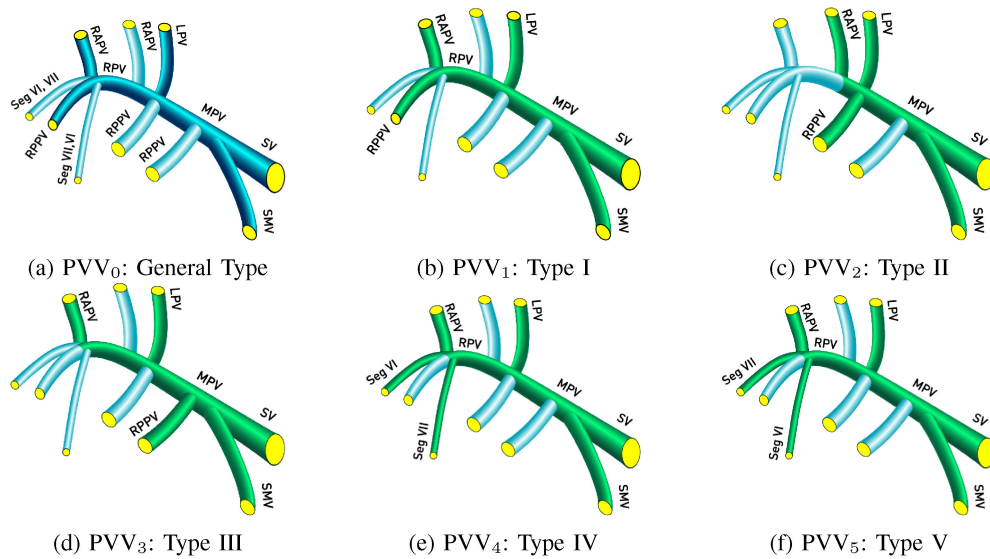 RAPV
RAPV
LPV
RPV
Seg VI, VII
MPV
RPPV
RPPV
SV
Seg VII,VI
RPPV
SMV
(a) PVV₀: General Type
RAPV
LPV
RPV
MPV
RPPV
SV
SMV
(b) PVV₁: Type I
RAPV
LPV
MPV
RPPV
SV
SMV
(c) PVV₂: Type II
RAPV
LPV
MPV
RPPV
SV
SMV
(d) PVV₃: Type III
RAPV
LPV
RPV
Seg VI
MPV
SV
Seg VII
SMV
(e) PVV₄: Type IV
RAPV
LPV
RPV
Seg VII
MPV
SV
Seg VI
SMV
(f) PVV₅: Type V